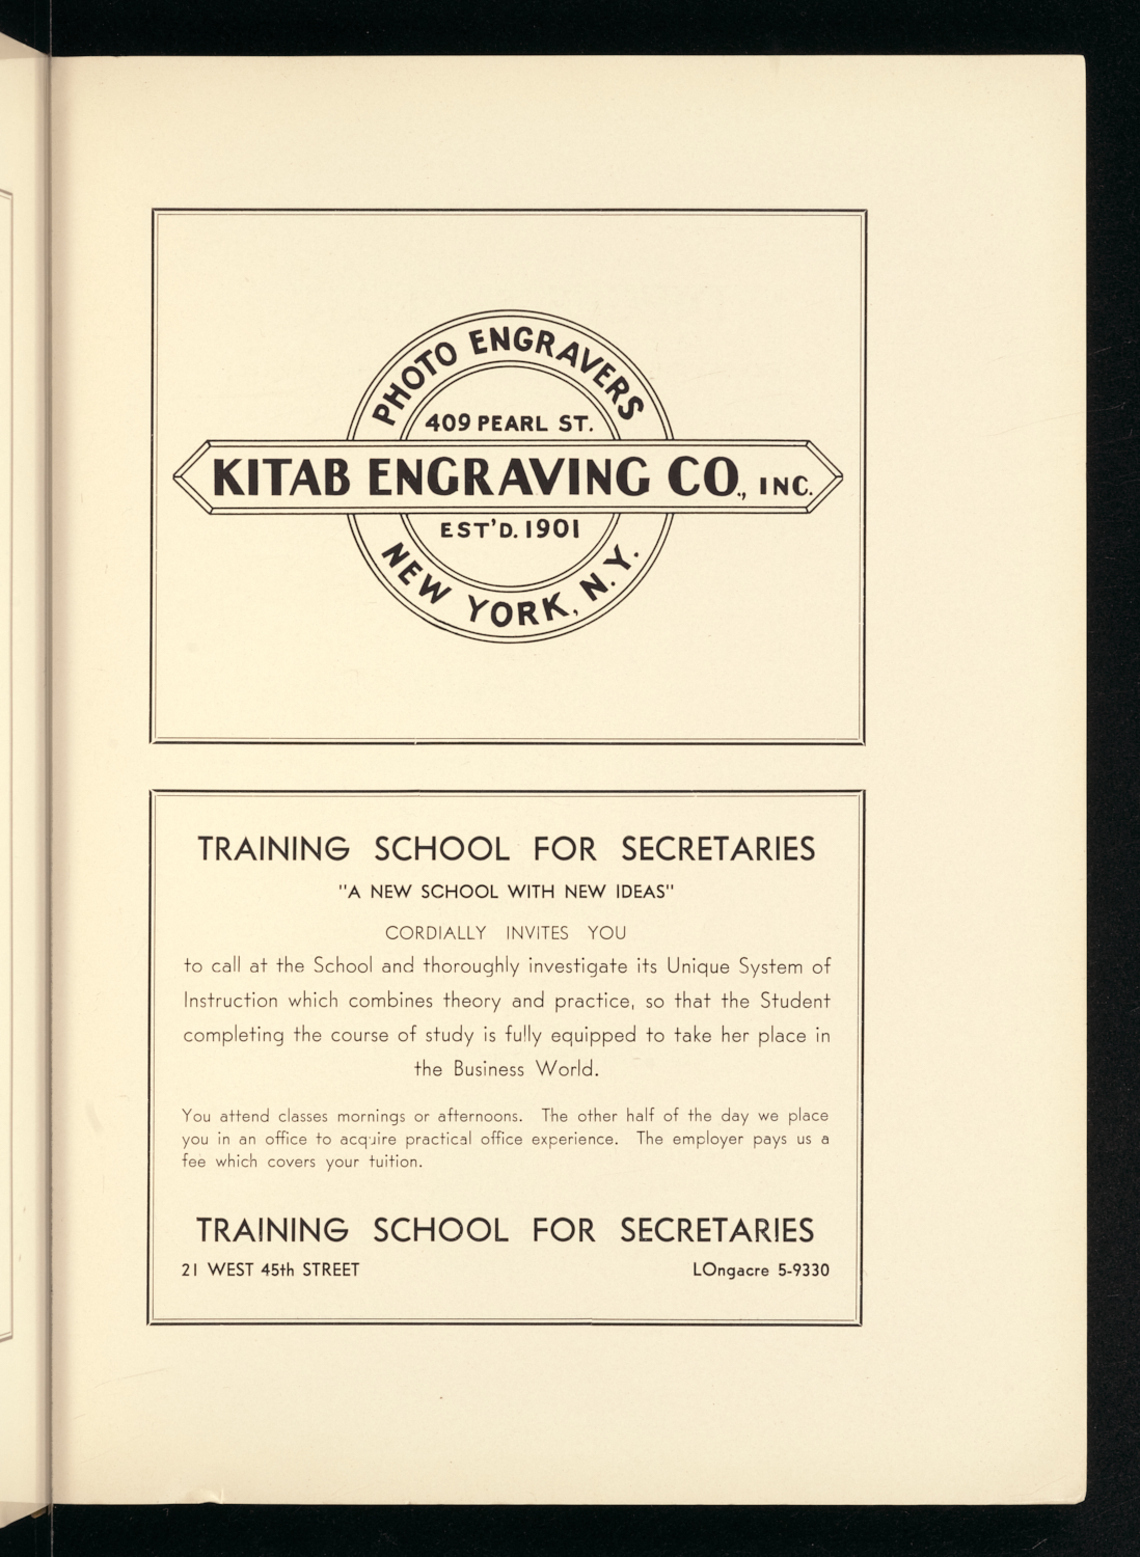 PHOTO ENGRAVERS
409 PEARL ST.
KITAB ENGRAVING CO., INC.
EST'D. 1901
NEW YORK, N.Y.
TRAINING SCHOOL FOR SECRETARIES
"A NEW SCHOOL WITH NEW IDEAS"
CORDIALLY INVITES YOU
to call at the School and thoroughly investigate its Unique System of
Instruction which combines theory and practice, so that the Student
completing the course of study is fully equipped to take her place in
the Business World.
You attend classes mornings or afternoons. The other half of the day we place
you in an office to acquire practical office experience. The employer pays us a
fee which covers your tuition.
TRAINING SCHOOL FOR SECRETARIES
21 WEST 45th STREET LOngacre 5-9330